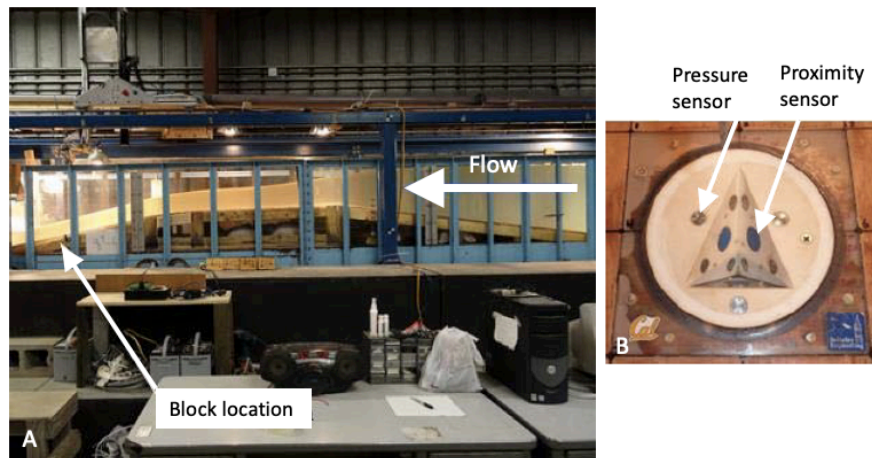 Pressure
sensor
Proximity
sensor
Flow
Block location
A
B